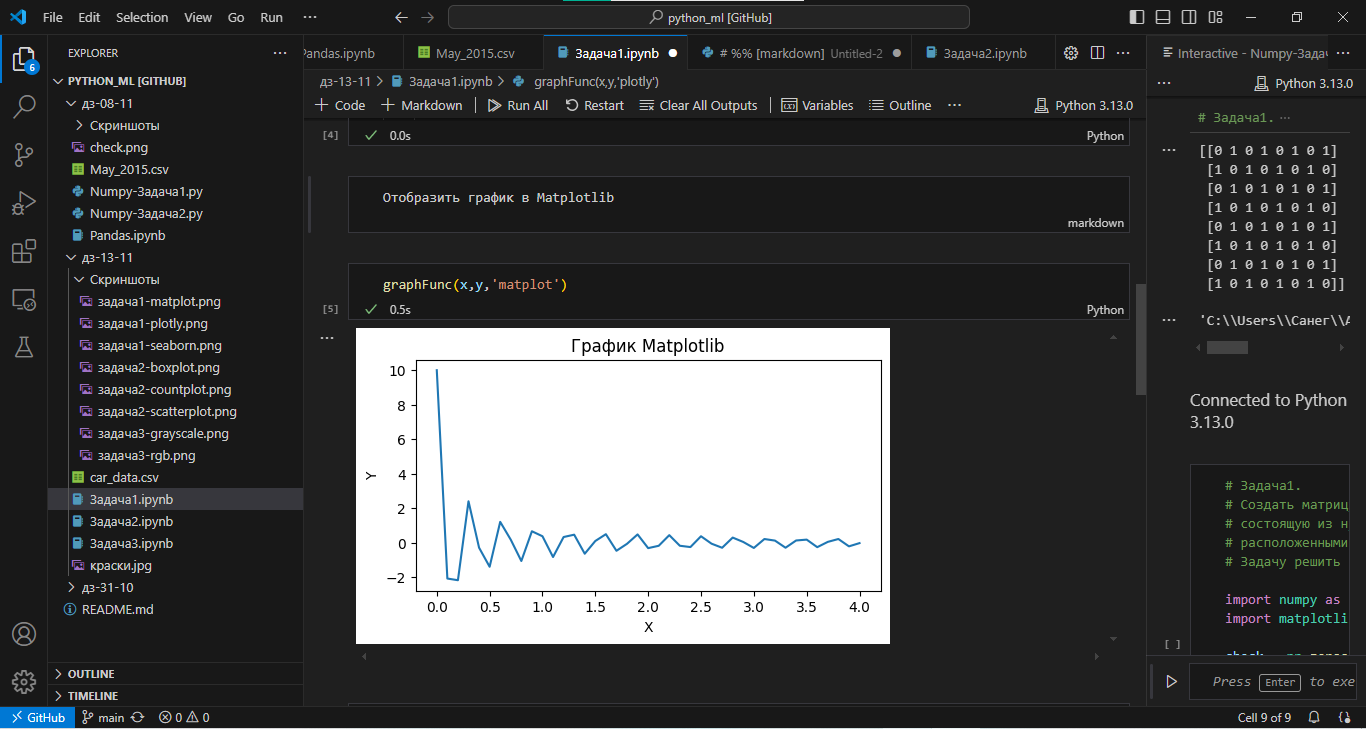 File Edit Selection View Go Run ···
python_ml [GitHub]
EXPLORER ···
PYTHON_ML [GITHUB]
дз-08-11
Скриншоты
check.png
May_2015.csv
Numpy-Задача1.py
Numpy-Задача2.py
Pandas.ipynb
дз-13-11
Скриншоты
задача1-matplot.png
задача1-plotly.png
задача1-seaborn.png
задача2-boxplot.png
задача2-countplot.png
задача2-scatterplot.png
задача3-grayscale.png
задача3-rgb.png
car_data.csv
Задача1.ipynb
Задача2.ipynb
Задача3.ipynb
краски.jpg
дз-31-10
README.md
OUTLINE
TIMELINE
6
Pandas.ipynb May_2015.csv Задача1.ipynb # %% [markdown] Untitled-2 Задача2.ipynb ···
дз-13-11 > Задача1.ipynb > graphFunc(x,y,'plotly')
+ Code + Markdown Run All Restart Clear All Outputs Variables Outline ··· Python 3.13.0
[4] 0.0s Python
Отобразить график в Matplotlib
markdown
graphFunc(x,y,'matplot')
[5] 0.5s Python
···
График Matplotlib
10
8
6
4
2
0
−2
Y
0.0 0.5 1.0 1.5 2.0 2.5 3.0 3.5 4.0
X
Interactive - Numpy-Задач ···
··· Python 3.13.0
# Задача1. ···
··· [[0 1 0 1 0 1 0 1]
[1 0 1 0 1 0 1 0]
[0 1 0 1 0 1 0 1]
[1 0 1 0 1 0 1 0]
[0 1 0 1 0 1 0 1]
[1 0 1 0 1 0 1 0]
[0 1 0 1 0 1 0 1]
[1 0 1 0 1 0 1 0]]
··· 'C:\\Users\\Санег\\A
Connected to Python
3.13.0
# Задача1.
# Создать матриц
# состоящую из н
# расположенными
# Задачу решить
import numpy as
import matplotli
[ ]
Press Enter to exe
GitHub main 0 0 Cell 9 of 9